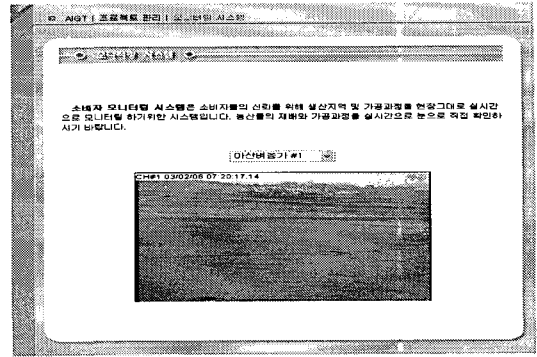 AIGT | 프로젝트 관리 | 모니터링 시스템
모니터링 시스템
소비자 모니터링 시스템은 소비자들의 신뢰를 위해 생산지역 및 가공과정을 현장그대로 실시간
으로 모니터링 하기위한 시스템입니다. 농산물의 재배와 가공과정을 실시간으로 눈으로 직접 확인하
시기 바랍니다.
아산벼농가 #1
CH#1 03/02/06 07:20:17.14